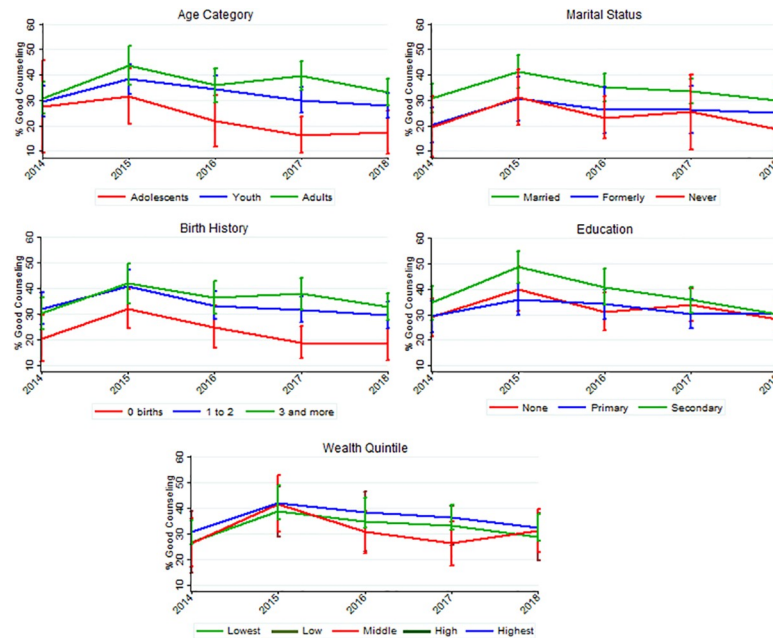 Age Category
% Good Counseling
60
50
40
30
20
10
2014 2015 2016 2017 2018
Adolescents Youth Adults
Marital Status
% Good Counseling
60
50
40
30
20
10
2014 2015 2016 2017 2018
Married Formerly Never
Birth History
% Good Counseling
60
50
40
30
20
10
2014 2015 2016 2017 2018
0 births 1 to 2 3 and more
Education
% Good Counseling
60
50
40
30
20
10
2014 2015 2016 2017 2018
None Primary Secondary
Wealth Quintile
% Good Counseling
60
50
40
30
20
10
2014 2015 2016 2017 2018
Lowest Low Middle High Highest